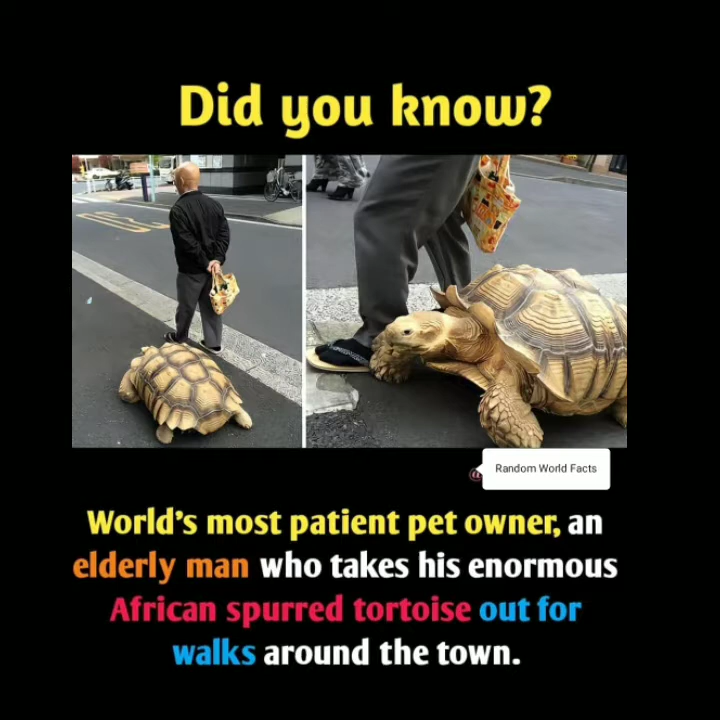 Did you know?
Random World Facts
World's most patient pet owner, an
elderly man who takes his enormous
African spurred tortoise out for
walks around the town.